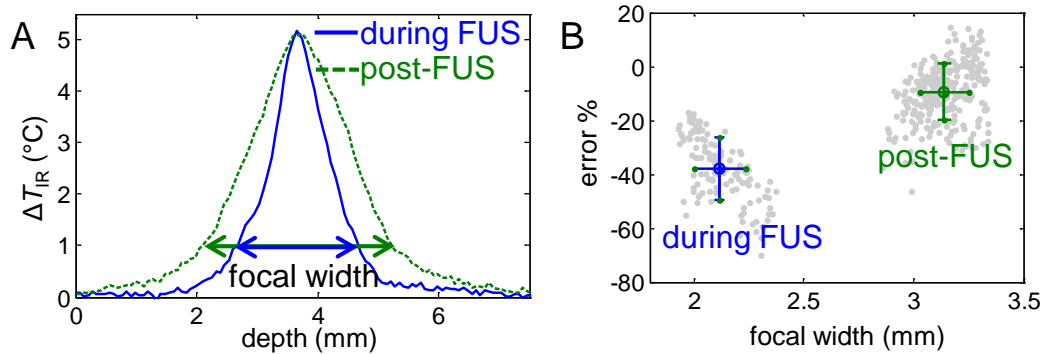 A
during FUS
post-FUS
ΔT_IR (°C)
5
4
3
2
1
0
focal width
0 2 4 6
depth (mm)
B
error %
20
0
-20
-40
-60
-80
post-FUS
during FUS
2 2.5 3 3.5
focal width (mm)